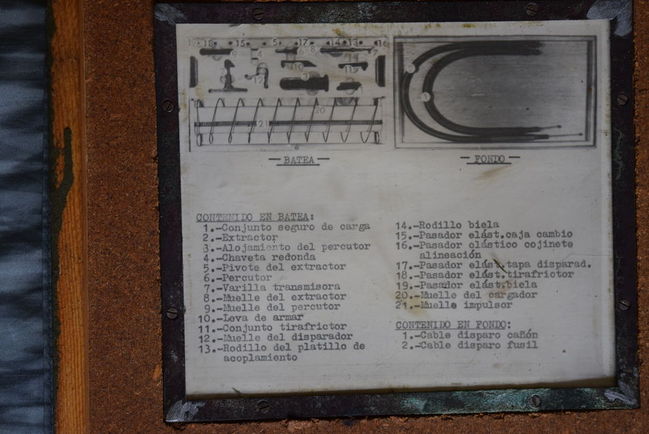 BATEA
FONDO
CONTENIDO EN BATEA:
1.-Conjunto seguro de carga
2.-Extractor
3.-Alojamiento del percutor
4.-Chaveta redonda
5.-Pivote del extractor
6.-Percutor
7.-Varilla transmisora
8.-Muelle del extractor
9.-Muelle del percutor
10.-Leva de armar
11.-Conjunto tirafrictor
12.-Muelle del disparador
13.-Rodillo del platillo de
acoplamiento
14.-Rodillo biela
15.-Pasador elást.caja cambio
16.-Pasador elástico cojinete
alineación
17.-Pasador elást.tapa disparad.
18.-Pasador elást.tirafrictor
19.-Pasador elást.biela
20.-Muelle del cargador
21.-Muelle impulsor
CONTENIDO EN FONDO:
1.-Cable disparo cañón
2.-Cable disparo fusil